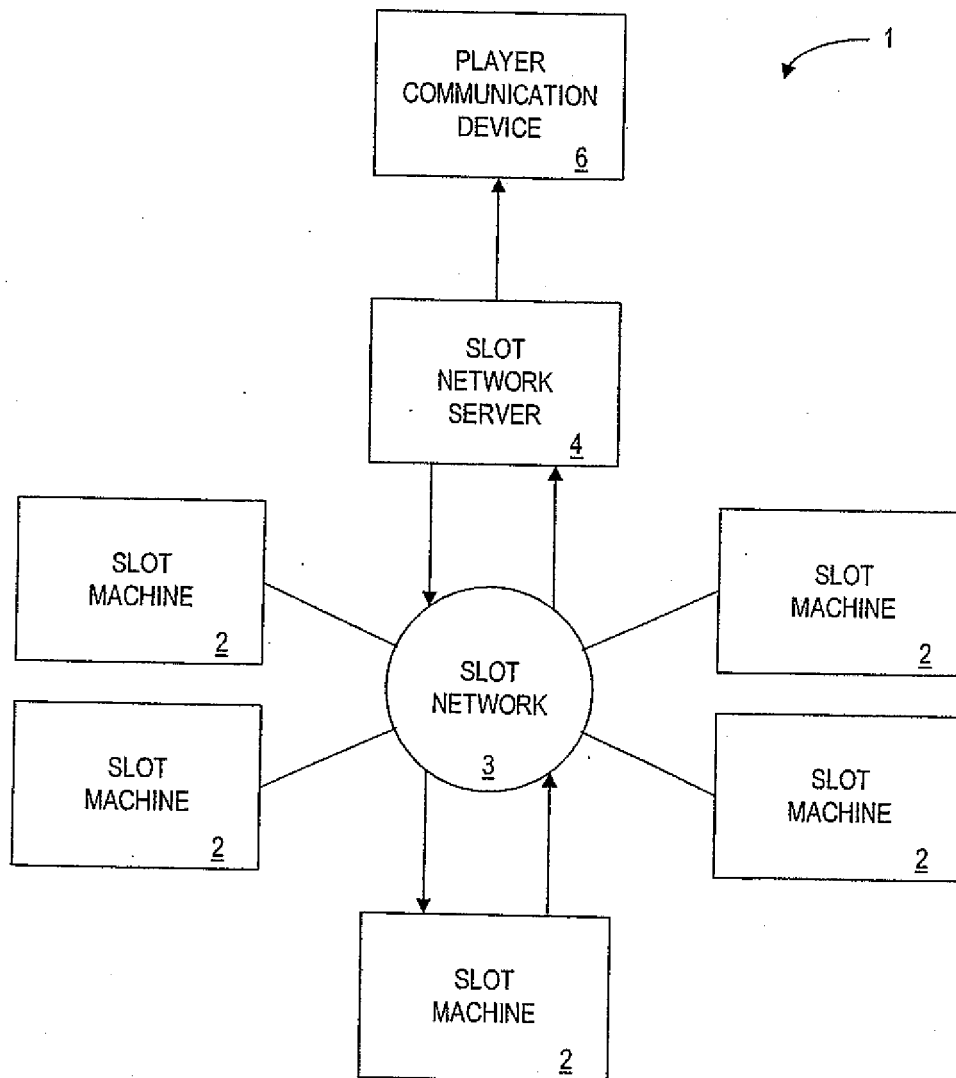 PLAYER
COMMUNICATION
DEVICE
6
1
SLOT
NETWORK
SERVER
4
SLOT
MACHINE
2
SLOT
MACHINE
2
SLOT
NETWORK
3
SLOT
MACHINE
2
SLOT
MACHINE
2
SLOT
MACHINE
2